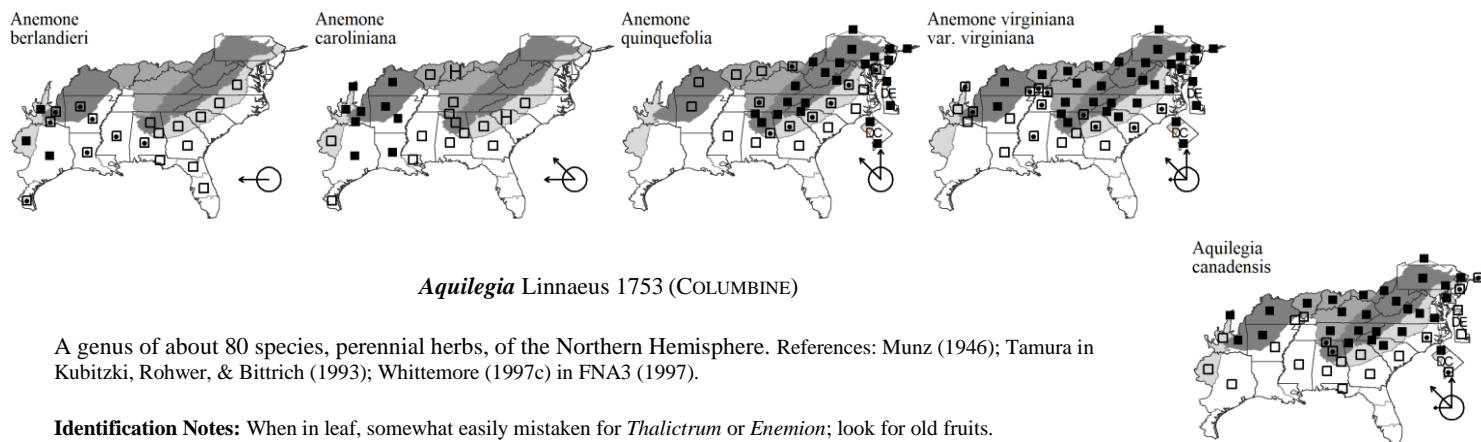 Anemone
berlandieri
Anemone
caroliniana
Anemone
quinquefolia
Anemone virginiana
var. virginiana
H
H
DE
DC
DE
DC
Aquilegia
canadensis
DE
DC
Aquilegia Linnaeus 1753 (COLUMBINE)
A genus of about 80 species, perennial herbs, of the Northern Hemisphere. References: Munz (1946); Tamura in
Kubitzki, Rohwer, & Bittrich (1993); Whittemore (1997c) in FNA3 (1997).
Identification Notes: When in leaf, somewhat easily mistaken for Thalictrum or Enemion; look for old fruits.